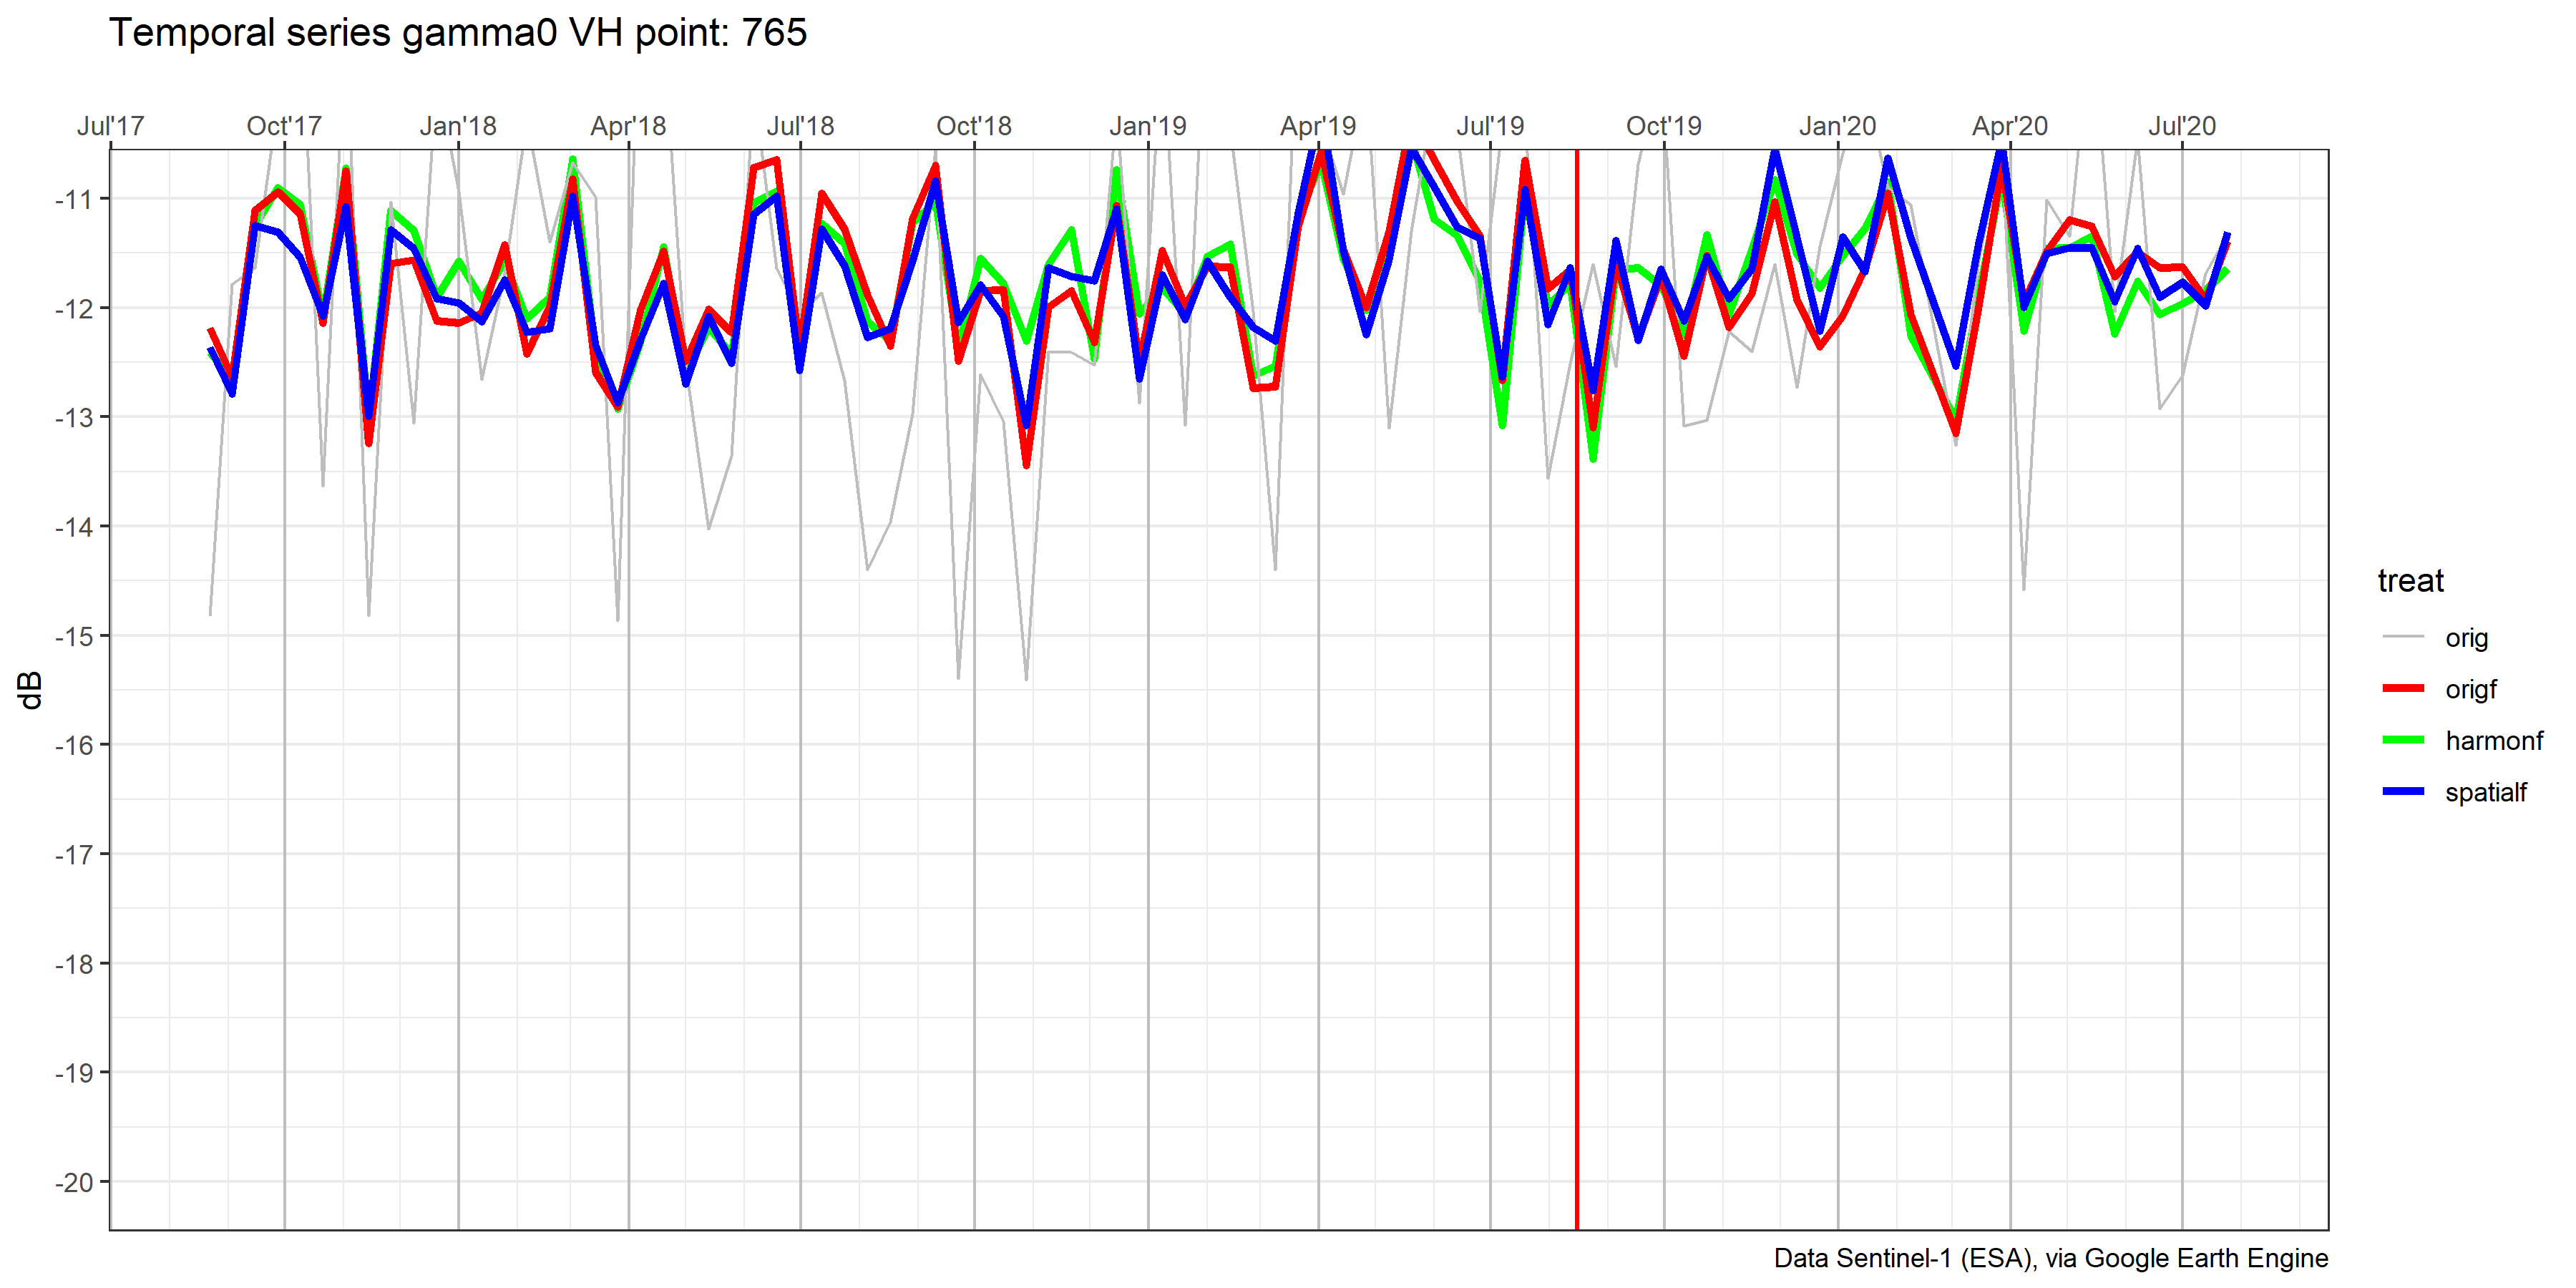 Temporal series gamma0 VH point: 765
Jul'17 Oct'17 Jan'18 Apr'18 Jul'18 Oct'18 Jan'19 Apr'19 Jul'19 Oct'19 Jan'20 Apr'20 Jul'20
-11
-12
-13
-14
-15
-16
-17
-18
-19
-20
dB
treat
orig
origf
harmonf
spatialf
Data Sentinel-1 (ESA), via Google Earth Engine